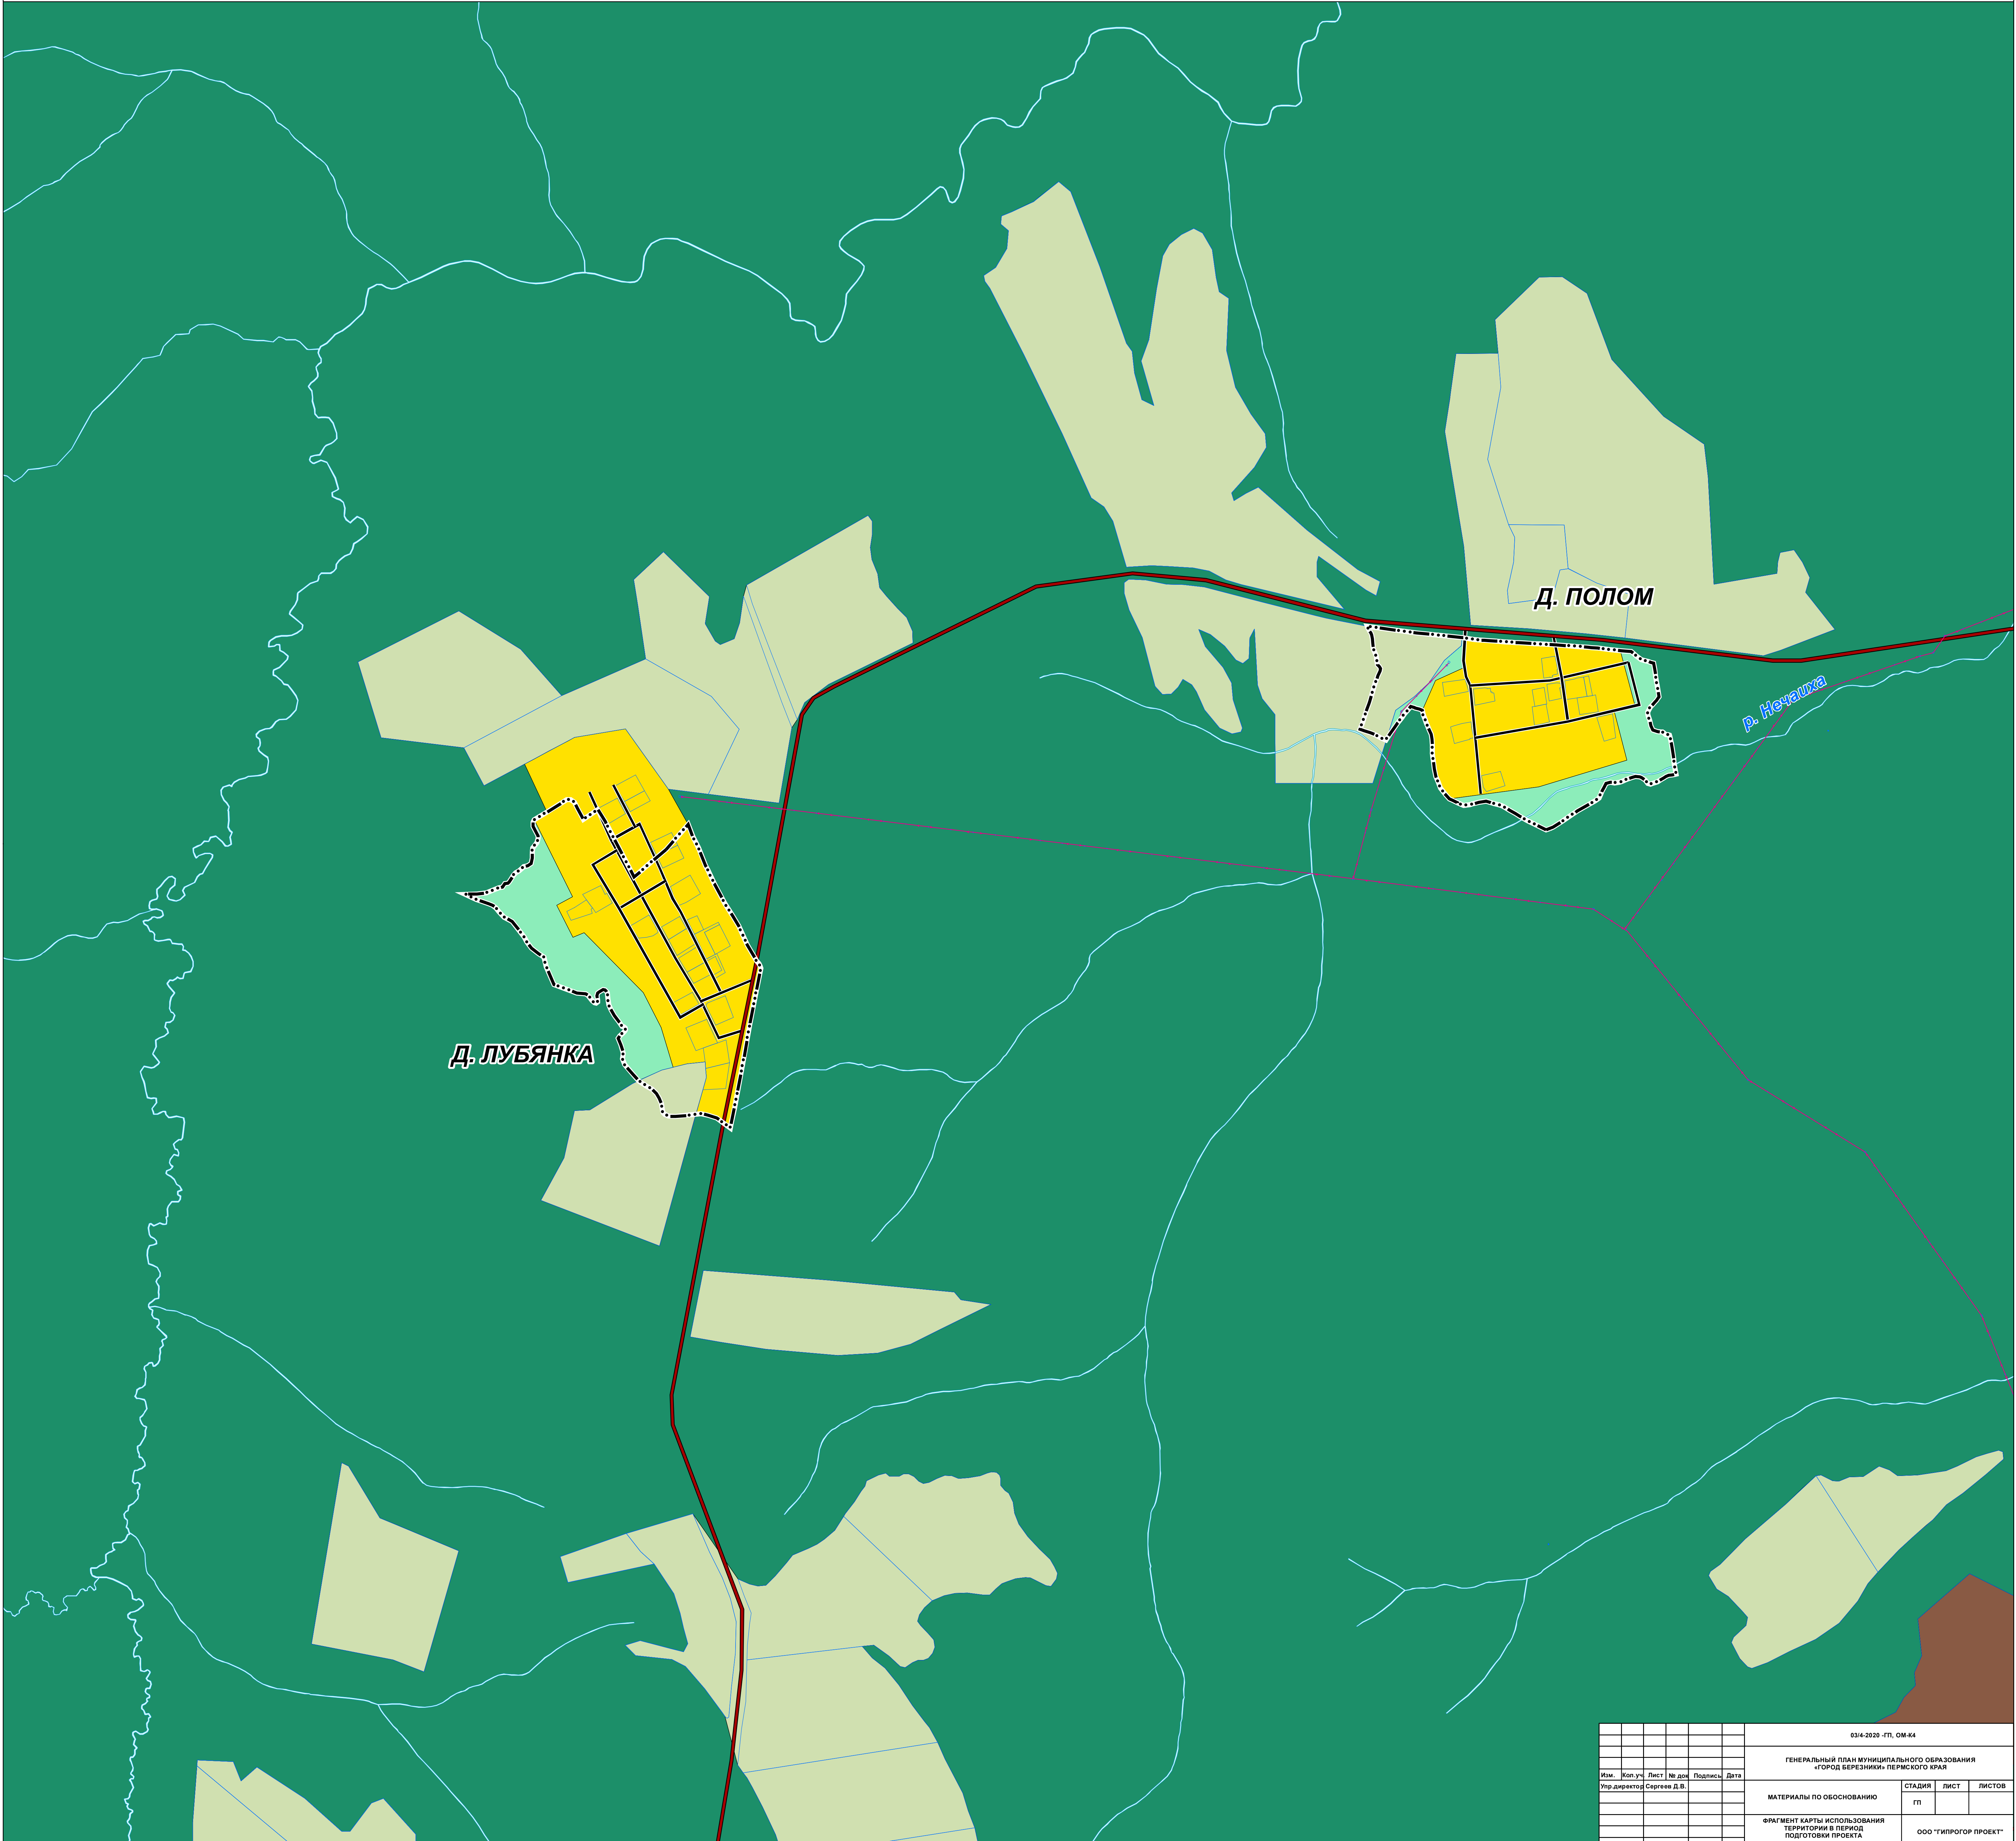 Д. ПОЛОМ
р. Нечаиха
Д. ЛУБЯНКА
03/4-2020 -ГП, ОМ-К4
ГЕНЕРАЛЬНЫЙ ПЛАН МУНИЦИПАЛЬНОГО ОБРАЗОВАНИЯ
«ГОРОД БЕРЕЗНИКИ» ПЕРМСКОГО КРАЯ
Изм. Кол.уч. Лист № док Подпись Дата
Упр.директор Сергеев Д.В.
МАТЕРИАЛЫ ПО ОБОСНОВАНИЮ
СТАДИЯ ЛИСТ ЛИСТОВ
ГП
ФРАГМЕНТ КАРТЫ ИСПОЛЬЗОВАНИЯ
ТЕРРИТОРИИ В ПЕРИОД
ПОДГОТОВКИ ПРОЕКТА
ООО "ГИПРОГОР ПРОЕКТ"